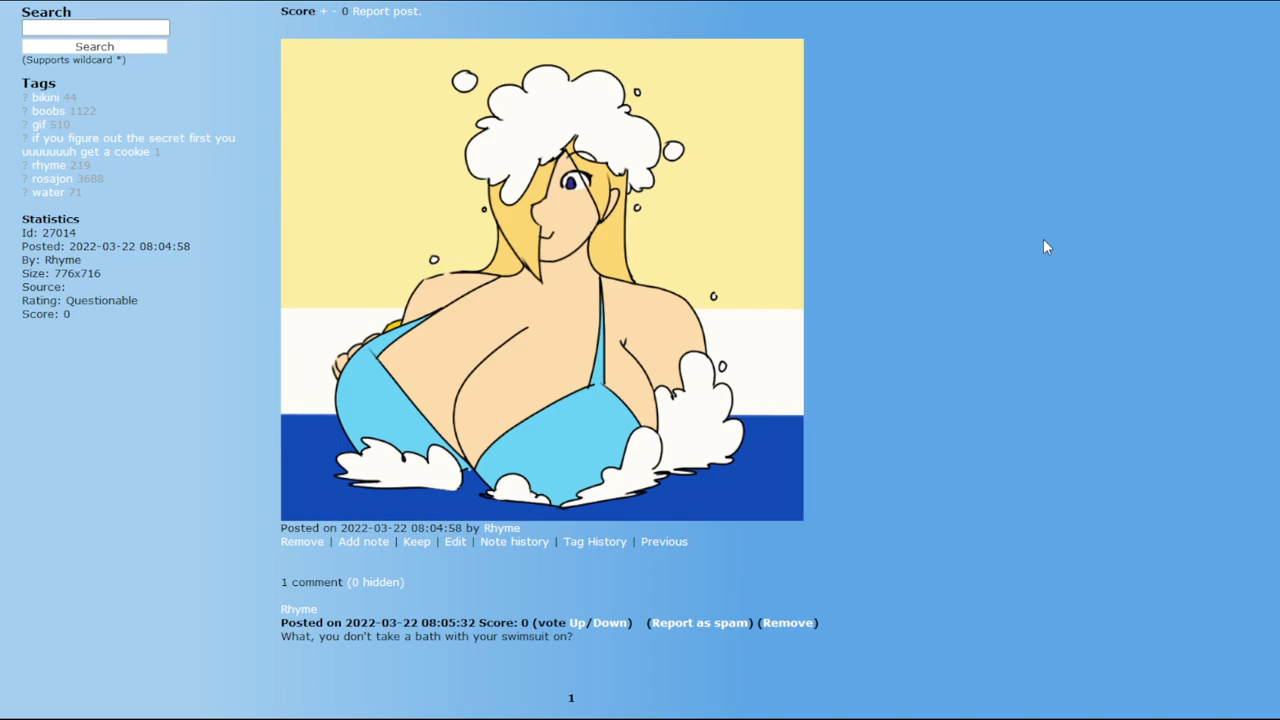 Search
Search
(Supports wildcard *)
Tags
? bikini 44
? boobs 1122
? gif 510
? if you figure out the secret first you
uuuuuuh get a cookie 1
? rhyme 219
? rosajon 3688
? water 71
Statistics
Id: 27014
Posted: 2022-03-22 08:04:58
By: Rhyme
Size: 776x716
Source:
Rating: Questionable
Score: 0
Score + - 0 Report post.
Posted on 2022-03-22 08:04:58 by Rhyme
Remove | Add note | Keep | Edit | Note history | Tag History | Previous
1 comment (0 hidden)
Rhyme
Posted on 2022-03-22 08:05:32 Score: 0 (vote Up/Down) (Report as spam) (Remove)
What, you don't take a bath with your swimsuit on?
1